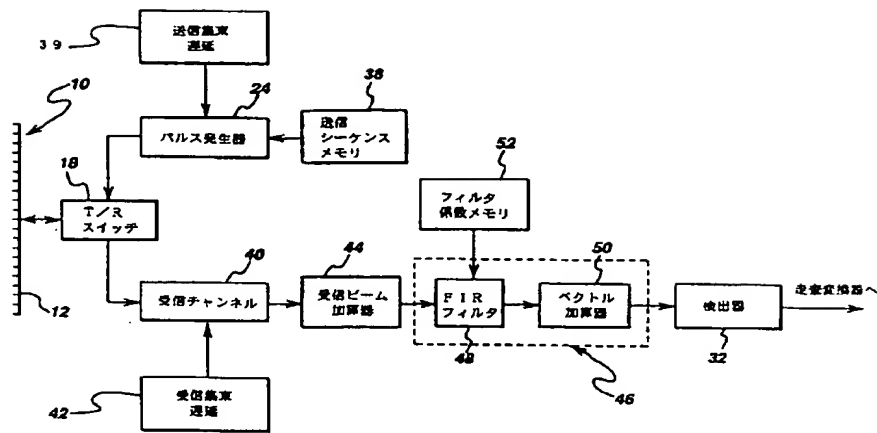 39
送信集束
遅延
10
24
パルス発生器
38
送信
シーケンス
メモリ
18
T/R
スイッチ
52
フィルタ
係数メモリ
12
40
受信チャンネル
44
受信ビーム
加算器
FIR
フィルタ
48
50
ベクトル
加算器
検出器
32
走査変換器へ
42
受信集束
遅延
46